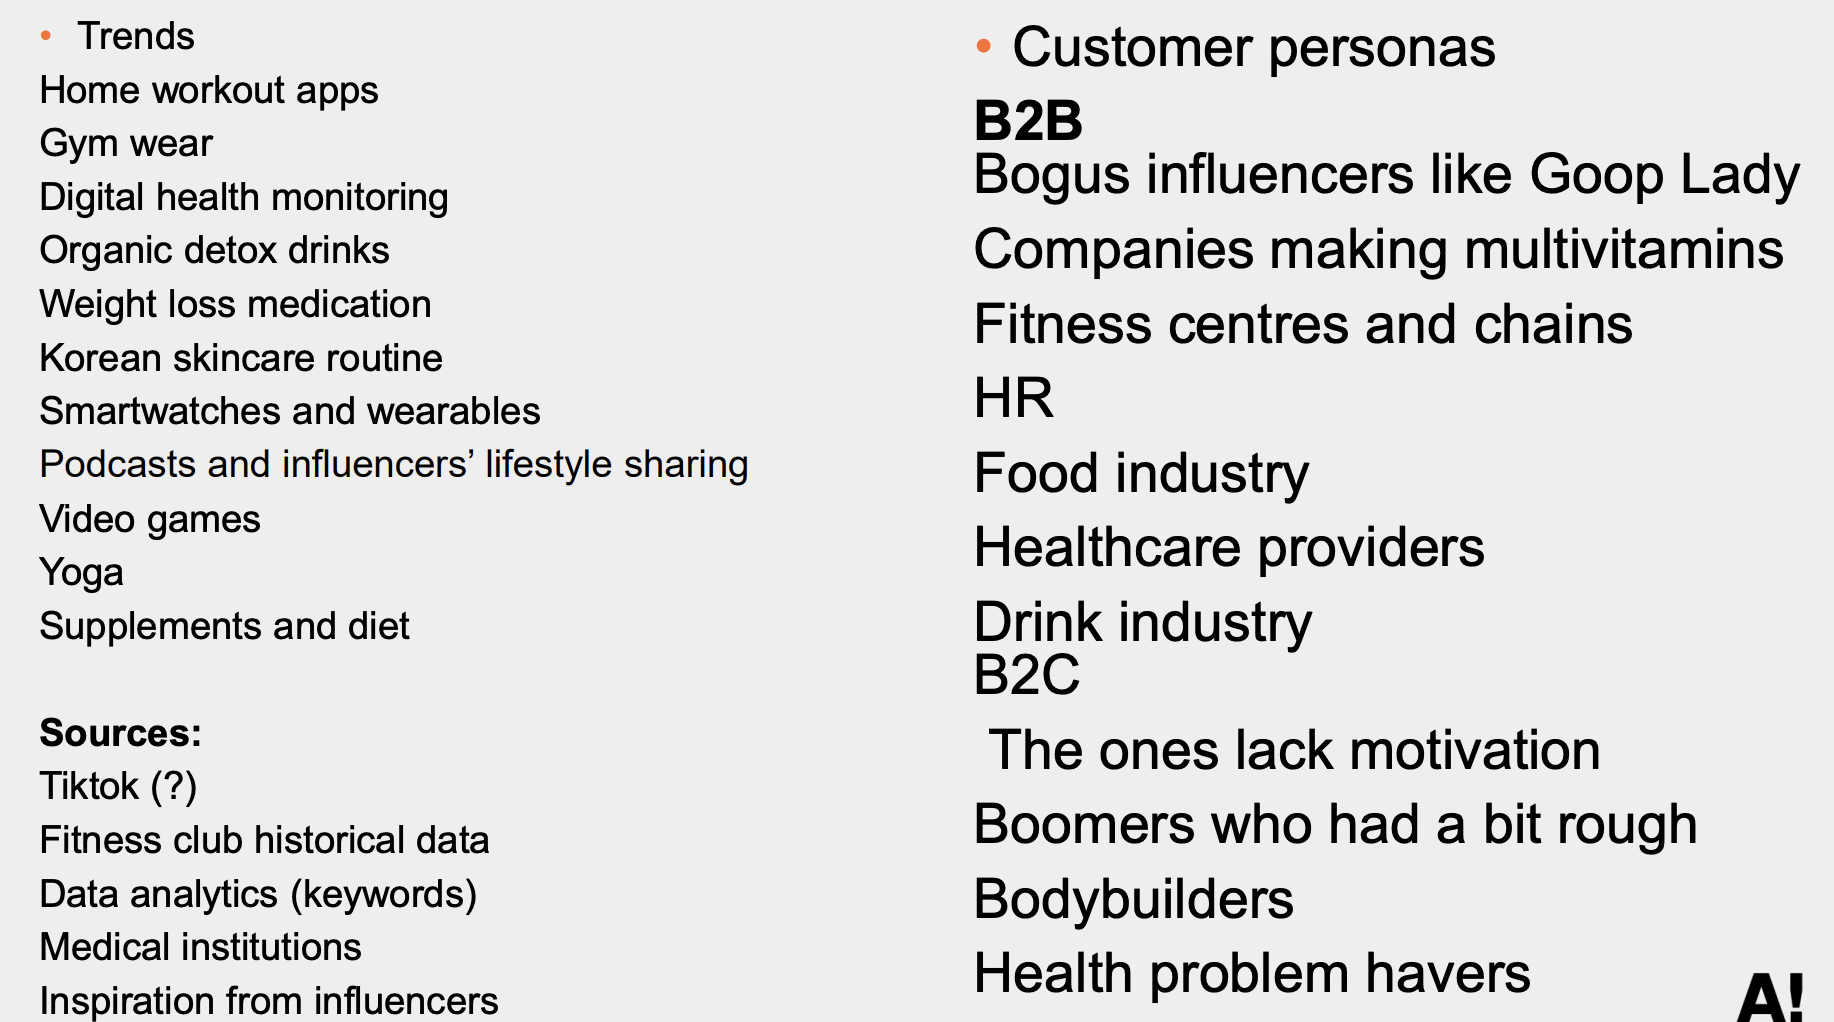 • Trends
Home workout apps
Gym wear
Digital health monitoring
Organic detox drinks
Weight loss medication
Korean skincare routine
Smartwatches and wearables
Podcasts and influencers’ lifestyle sharing
Video games
Yoga
Supplements and diet
Sources:
Tiktok (?)
Fitness club historical data
Data analytics (keywords)
Medical institutions
Inspiration from influencers
• Customer personas
B2B
Bogus influencers like Goop Lady
Companies making multivitamins
Fitness centres and chains
HR
Food industry
Healthcare providers
Drink industry
B2C
The ones lack motivation
Boomers who had a bit rough
Bodybuilders
Health problem havers
A!